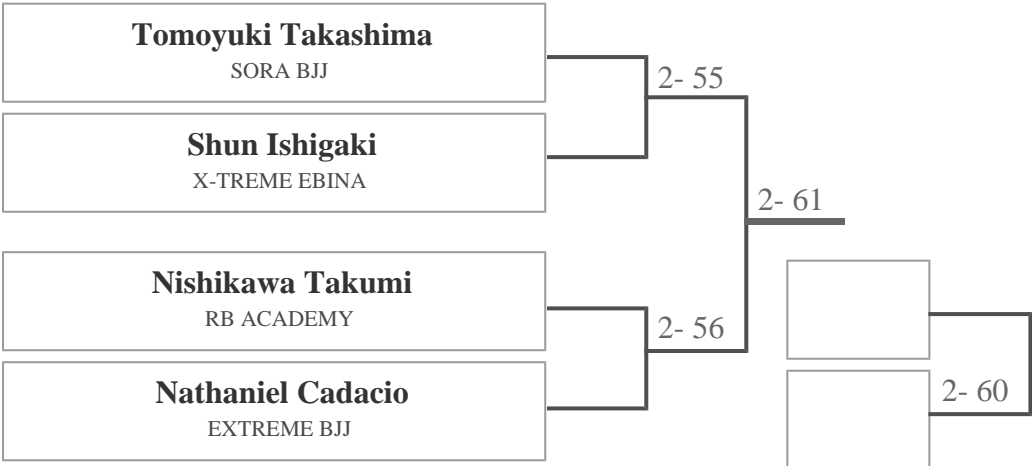 Tomoyuki Takashima
SORA BJJ
2- 55
Shun Ishigaki
X-TREME EBINA
2- 61
Nishikawa Takumi
RB ACADEMY
2- 56
Nathaniel Cadacio
EXTREME BJJ
2- 60